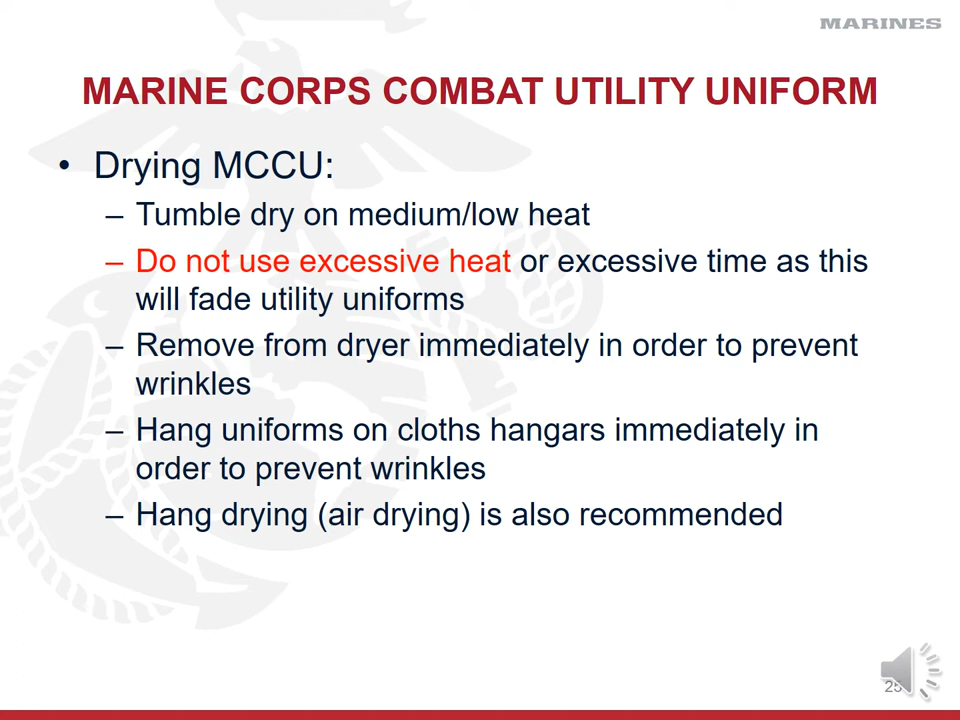 MARINES
MARINE CORPS COMBAT UTILITY UNIFORM
• Drying MCCU:
– Tumble dry on medium/low heat
– Do not use excessive heat or excessive time as this
will fade utility uniforms
– Remove from dryer immediately in order to prevent
wrinkles
– Hang uniforms on cloths hangars immediately in
order to prevent wrinkles
– Hang drying (air drying) is also recommended